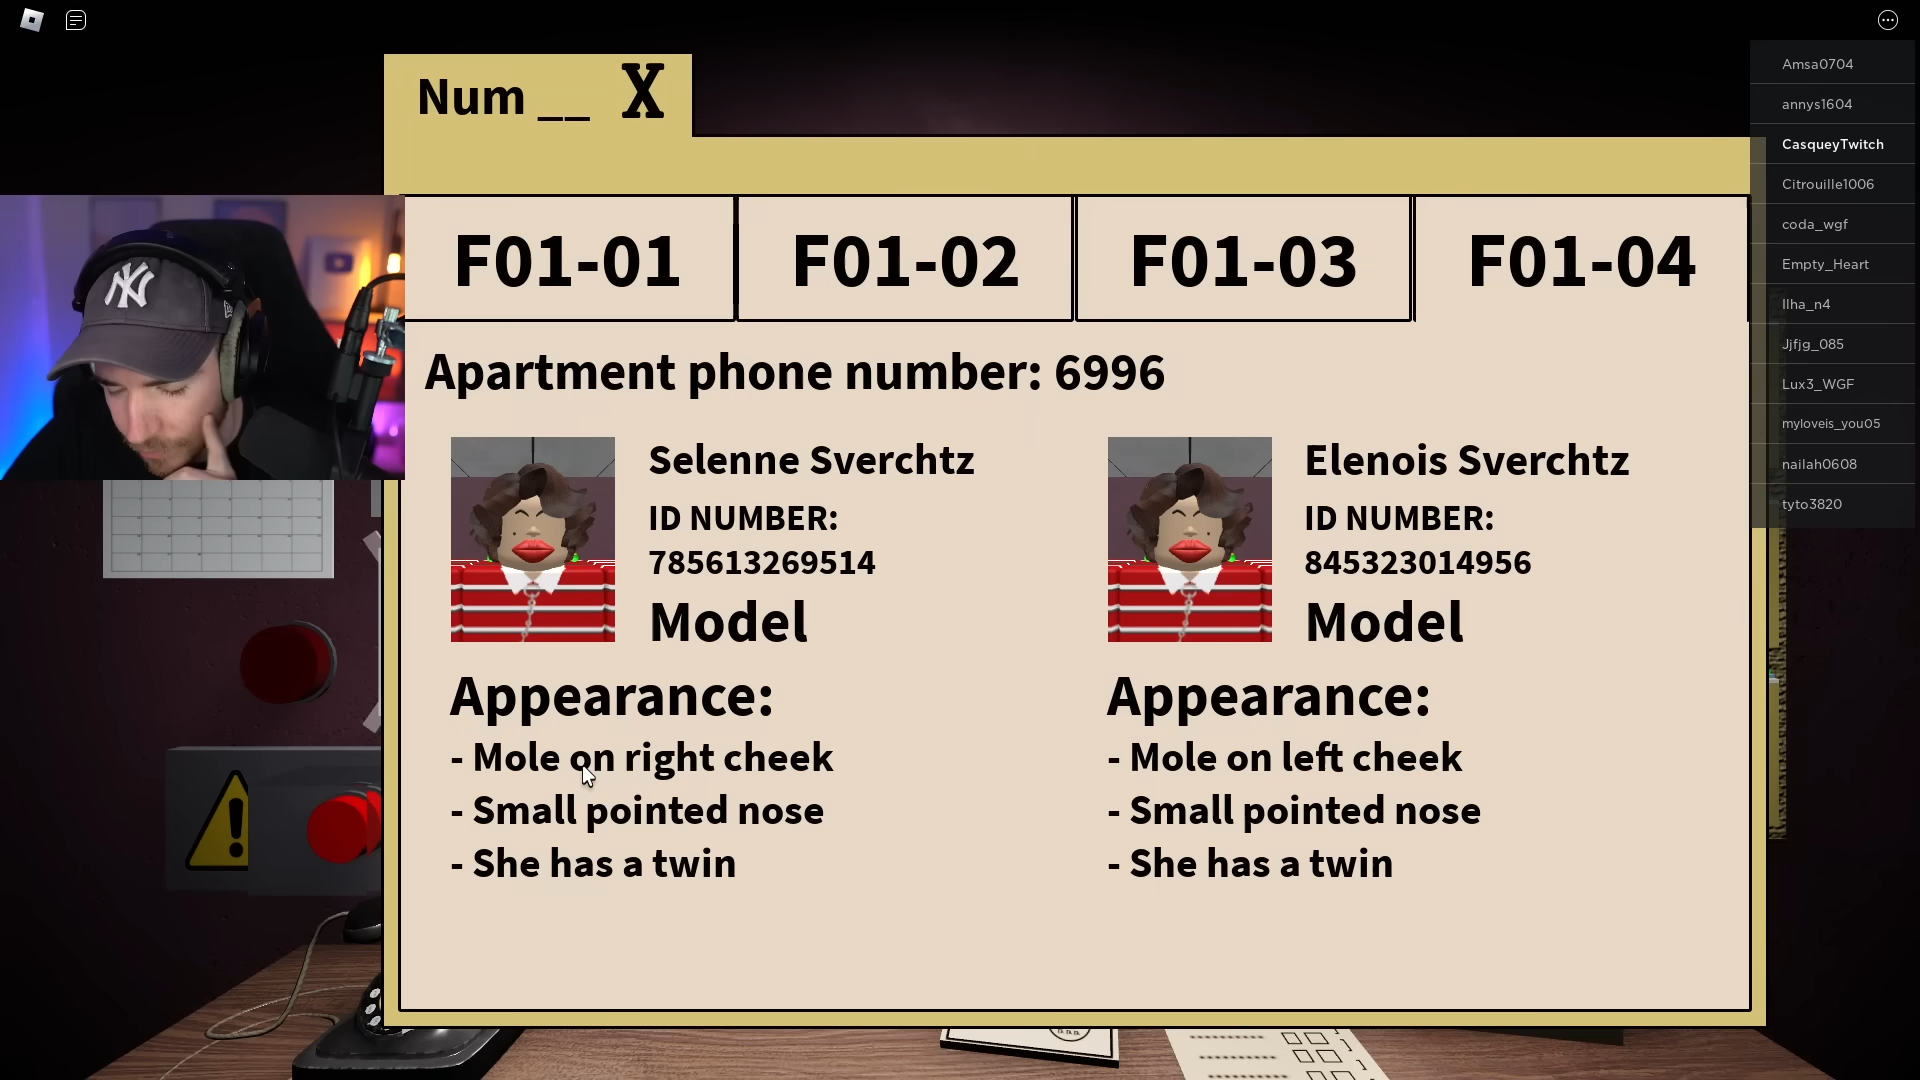 Num __ X
F01-01
F01-02
F01-03
F01-04
Apartment phone number: 6996
Selenne Sverchtz
ID NUMBER:
785613269514
Model
Appearance:
- Mole on right cheek
- Small pointed nose
- She has a twin
Elenois Sverchtz
ID NUMBER:
845323014956
Model
Appearance:
- Mole on left cheek
- Small pointed nose
- She has a twin
Amsa0704
annys1604
CasqueyTwitch
Citrouille1006
coda_wgf
Empty_Heart
Ilha_n4
Jjfjg_085
Lux3_WGF
myloveis_you05
nailah0608
tyto3820
NY